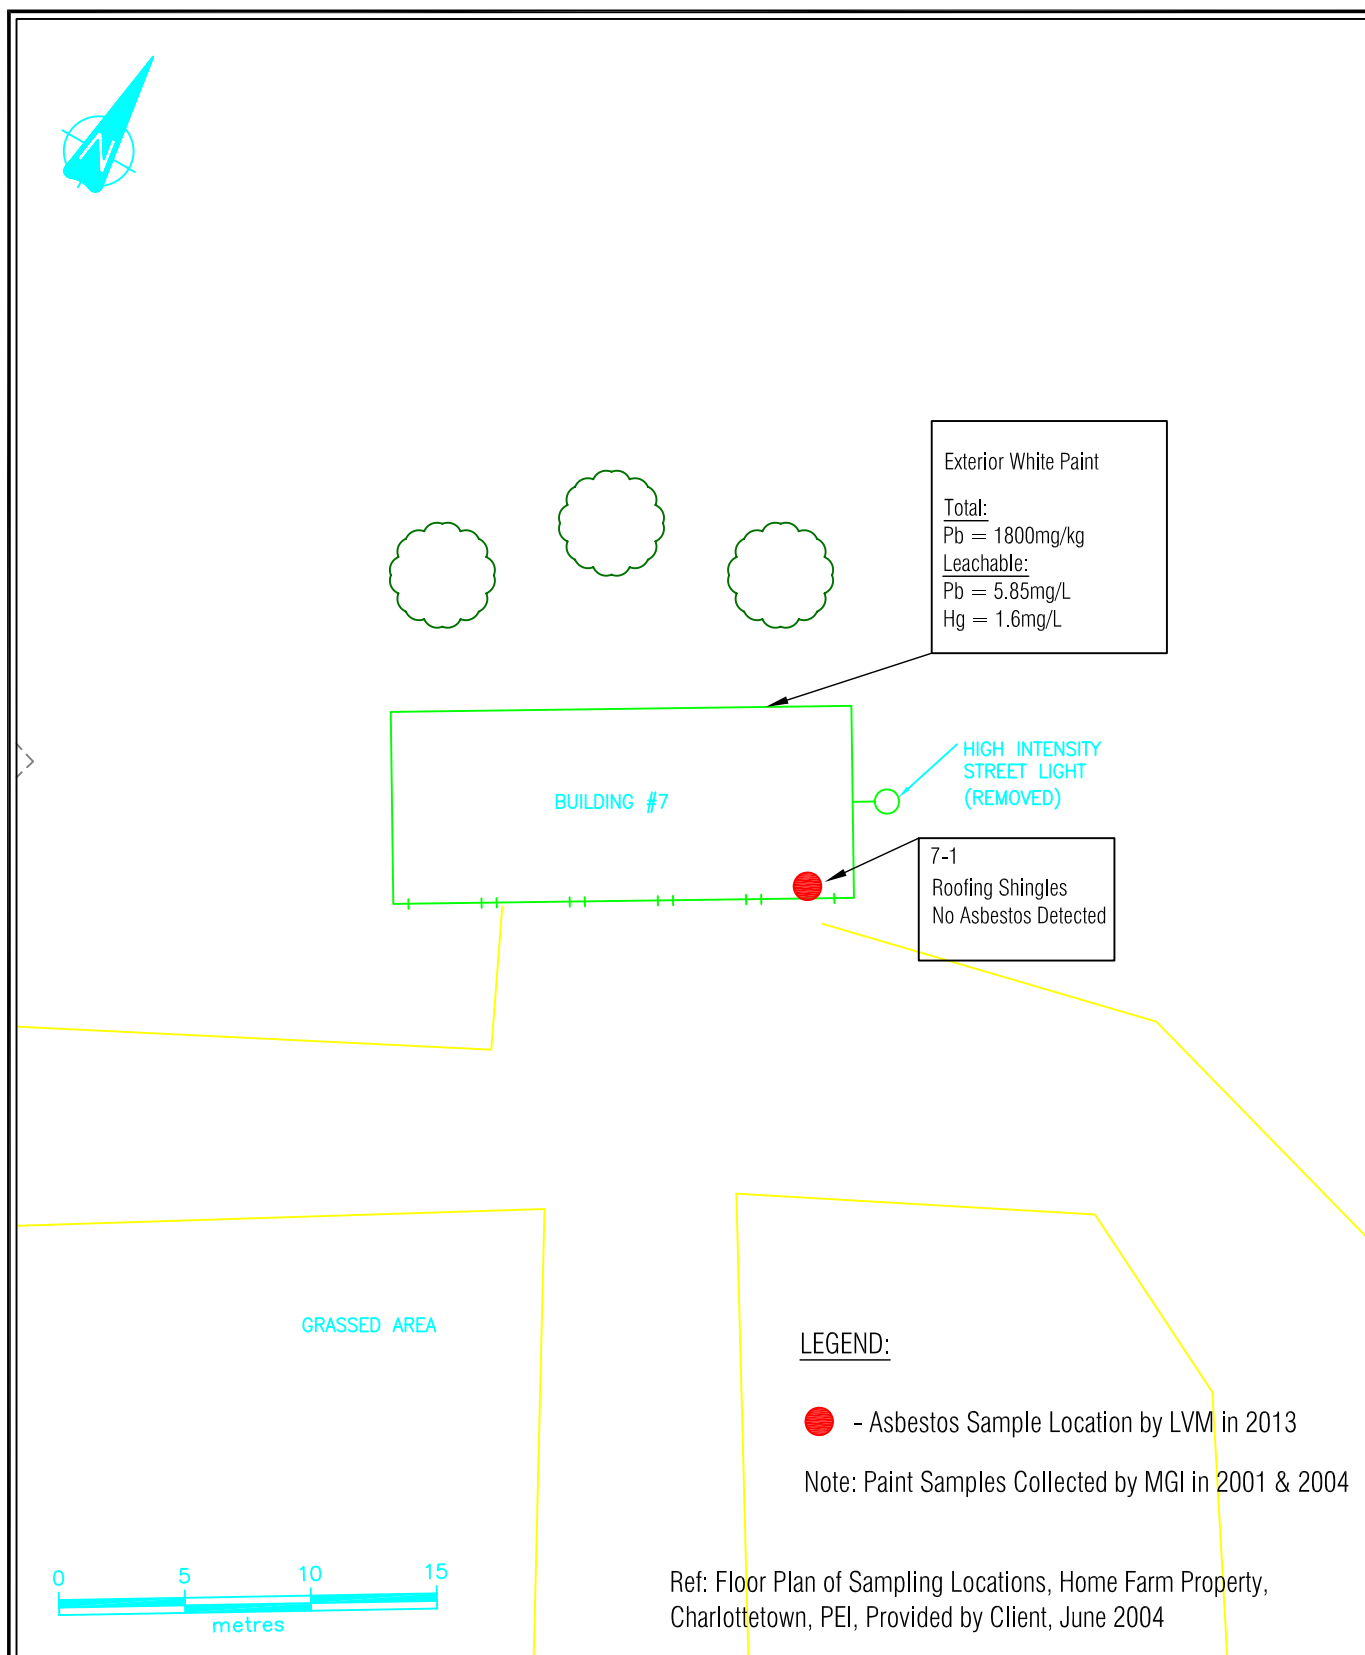 N
Exterior White Paint
Total:
Pb = 1800mg/kg
Leachable:
Pb = 5.85mg/L
Hg = 1.6mg/L
HIGH INTENSITY
STREET LIGHT
(REMOVED)
BUILDING #7
7-1
Roofing Shingles
No Asbestos Detected
GRASSED AREA
LEGEND:
- Asbestos Sample Location by LVM in 2013
Note: Paint Samples Collected by MGI in 2001 & 2004
0 5 10 15
metres
Ref: Floor Plan of Sampling Locations, Home Farm Property,
Charlottetown, PEI, Provided by Client, June 2004